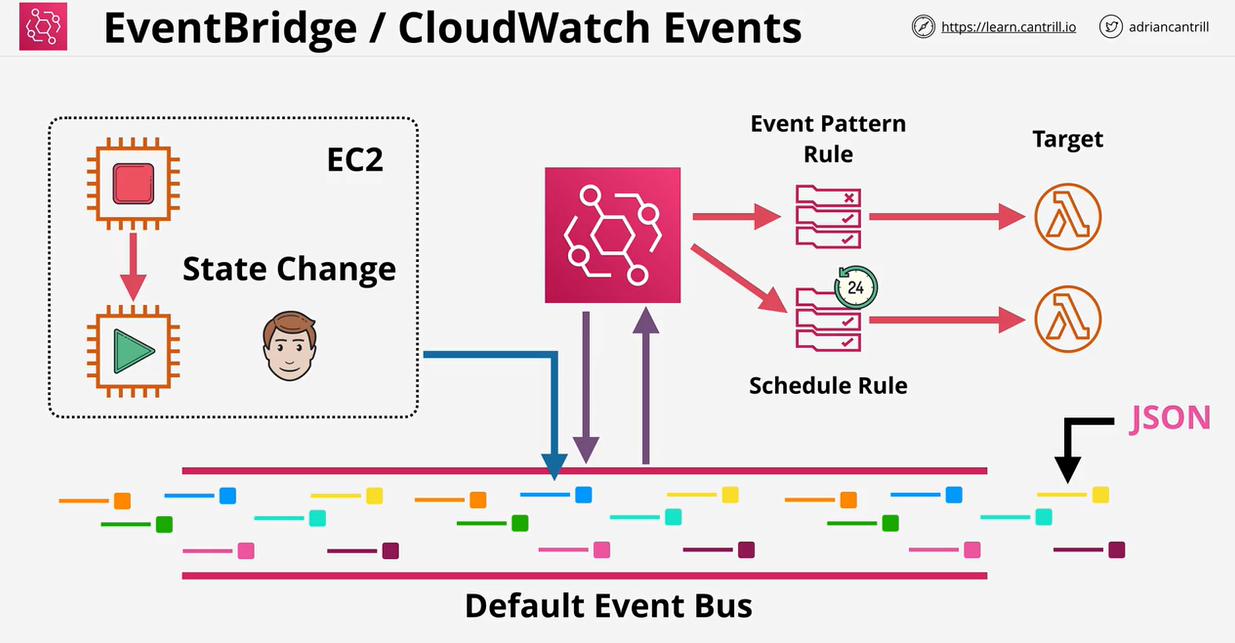 EventBridge / CloudWatch Events
https://learn.cantrill.io
adriancantrill
EC2
State Change
Event Pattern
Rule
Target
24
Schedule Rule
JSON
Default Event Bus